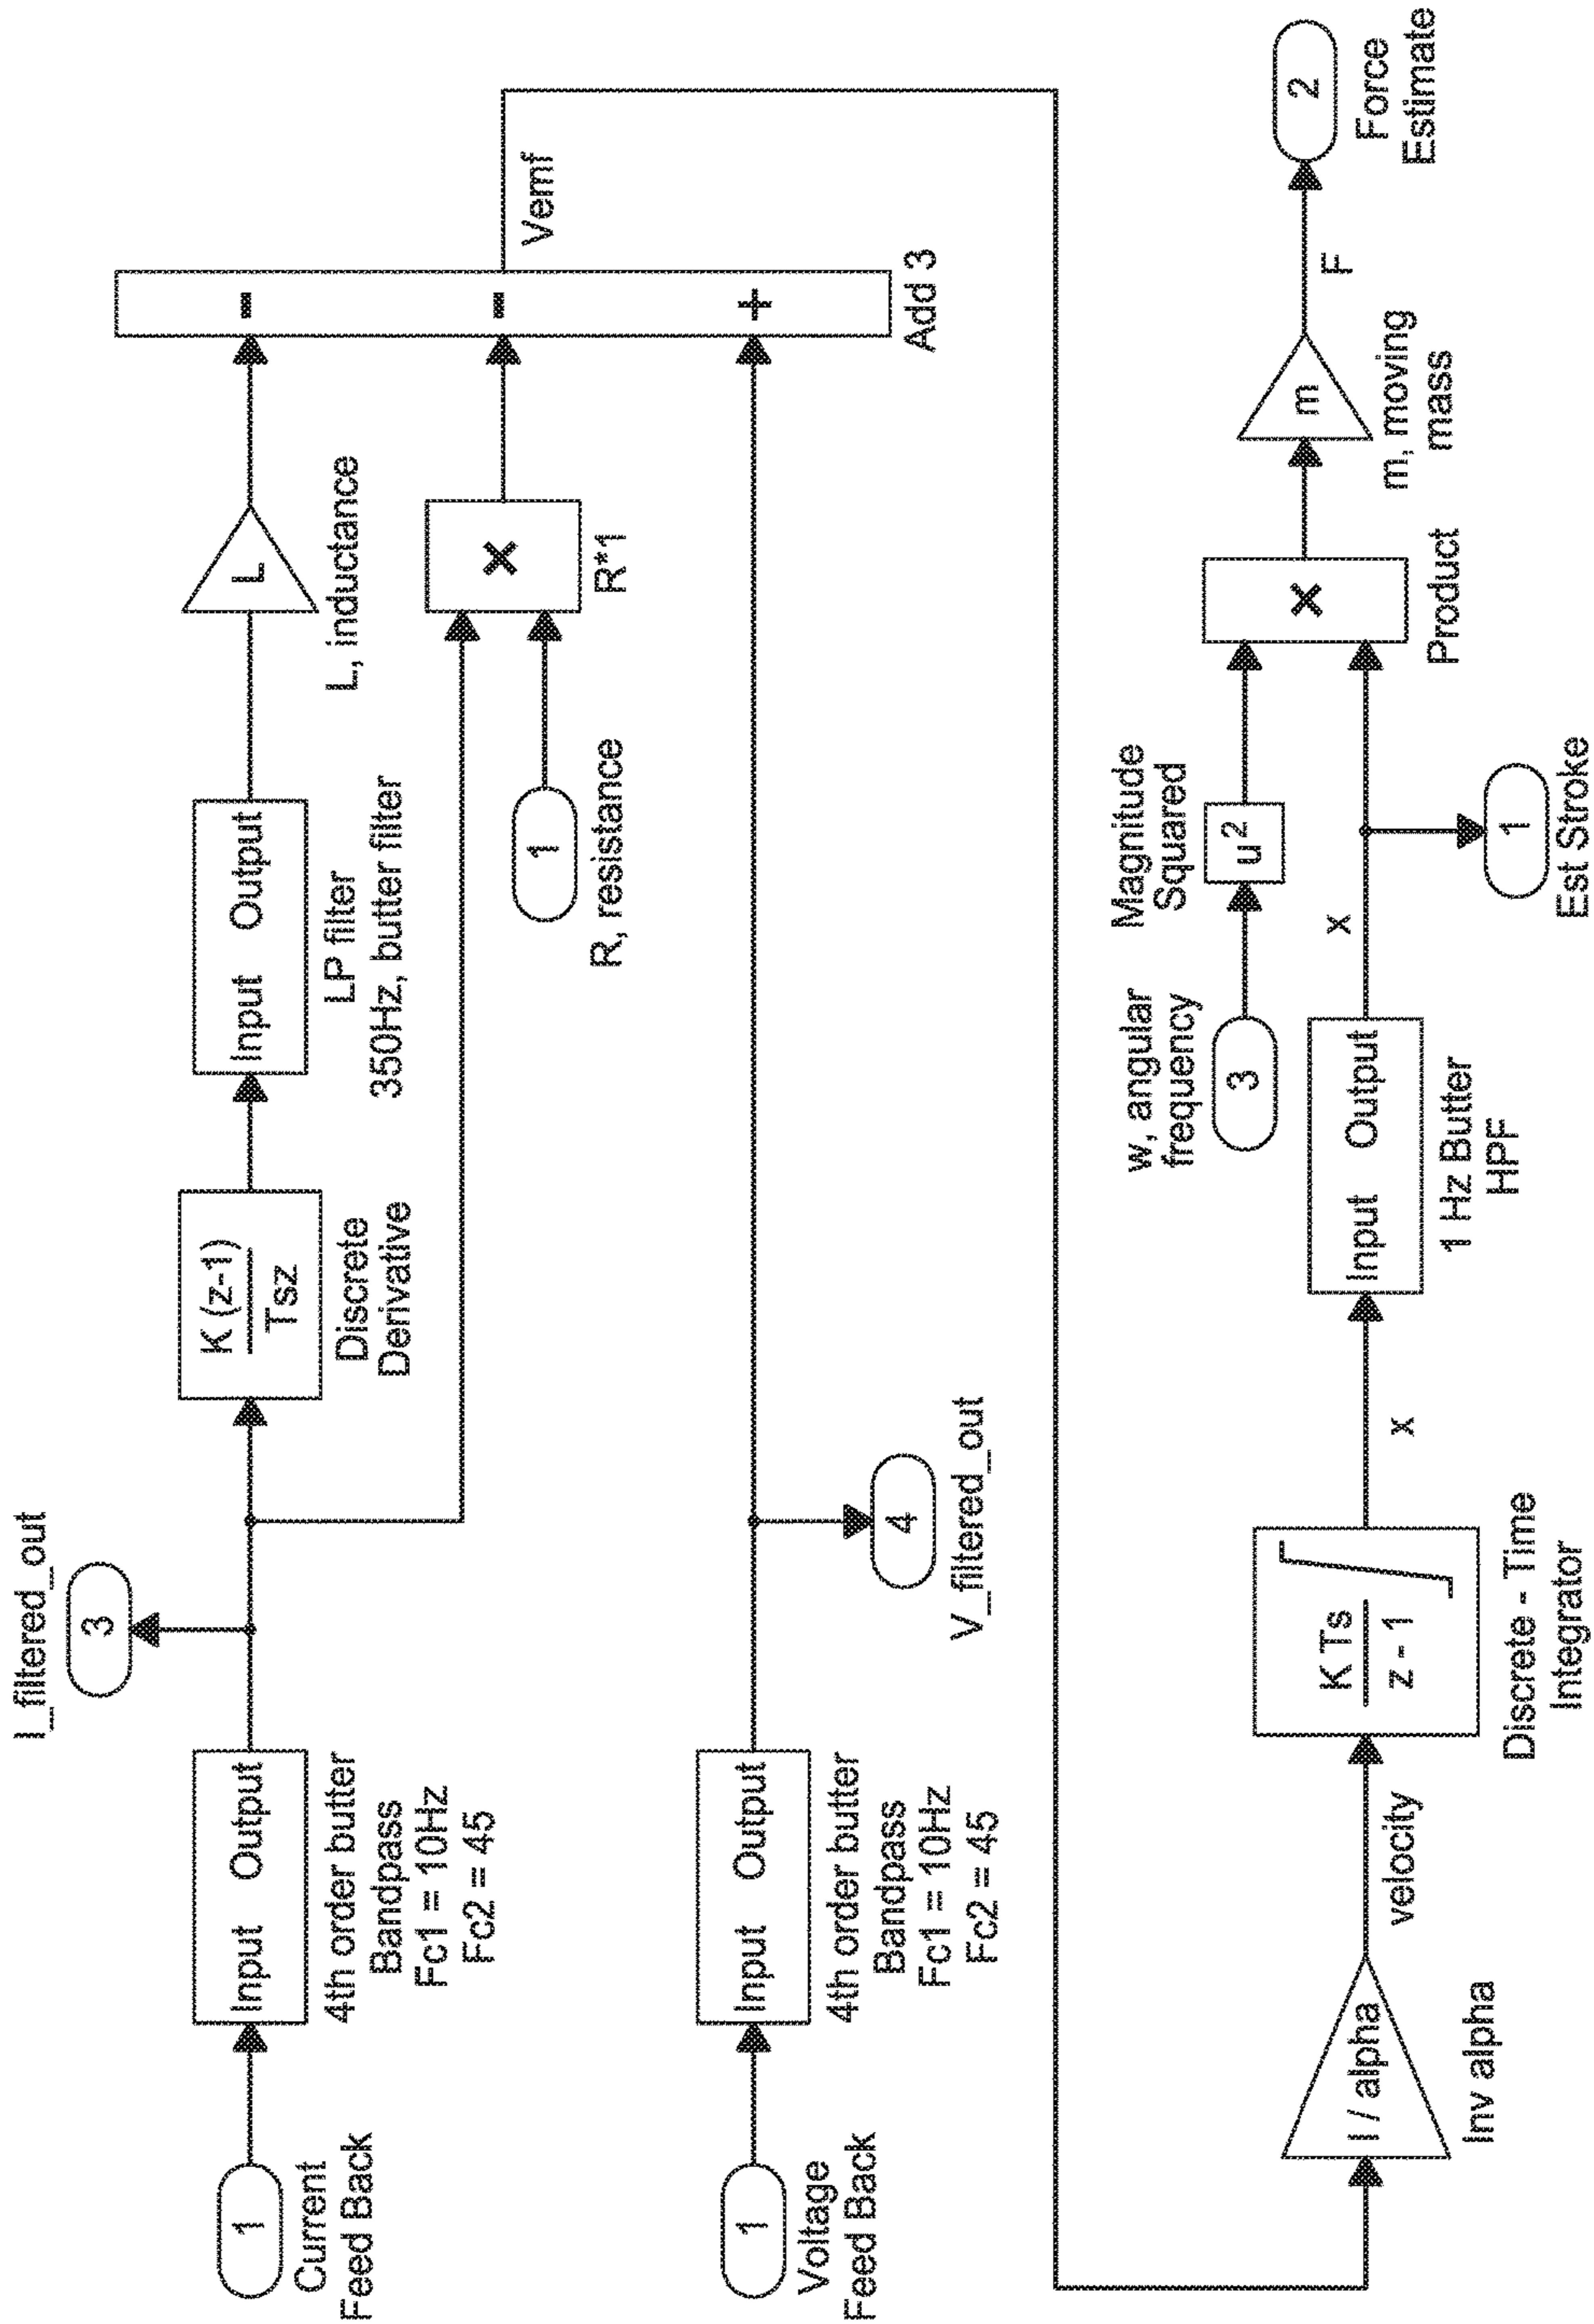 I_filtered_out
3
1
Current
Feed Back
Input Output
4th order butter
Bandpass
Fc1 = 10Hz
Fc2 = 45
K (z-1)
Tsz
Discrete
Derivative
Input Output
LP filter
350Hz, butter filter
L
L, inductance
1
R, resistance
×
R*1
−
−
+
Add 3
Vemf
1
Voltage
Feed Back
Input Output
4th order butter
Bandpass
Fc1 = 10Hz
Fc2 = 45
4
V_filtered_out
I / alpha
Inv alpha
velocity
K Ts
z - 1
Discrete - Time
Integrator
x
Input Output
1 Hz Butter
HPF
w, angular
frequency
3
Magnitude
Squared
u²
x
1
Est Stroke
×
Product
m
m, moving
mass
F
2
Force
Estimate